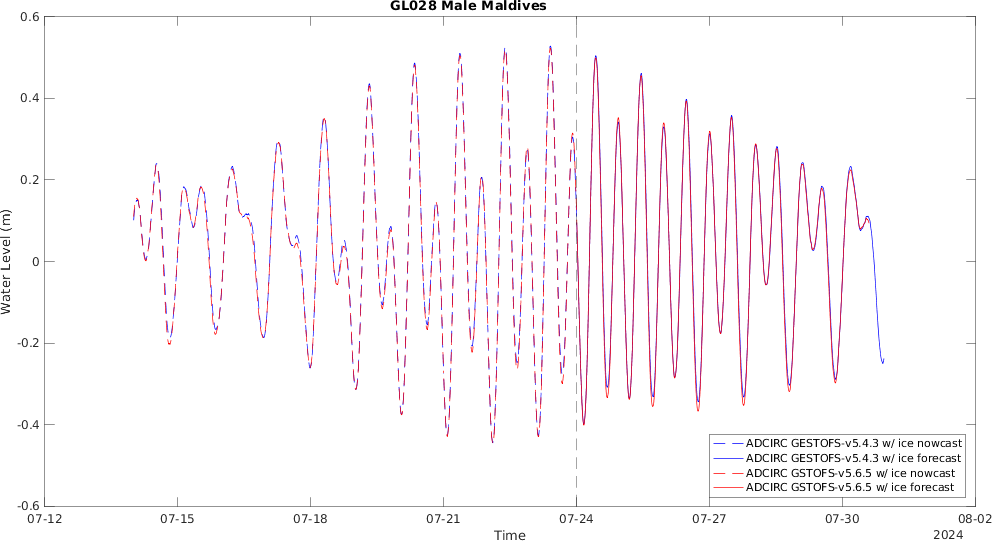 GL028 Male Maldives
0.6
0.4
0.2
0
-0.2
-0.4
-0.6
Water Level (m)
07-12 07-15 07-18 07-21 07-24 07-27 07-30 08-02
Time
2024
ADCIRC GESTOFS-v5.4.3 w/ ice nowcast
ADCIRC GESTOFS-v5.4.3 w/ ice forecast
ADCIRC GSTOFS-v5.6.5 w/ ice nowcast
ADCIRC GSTOFS-v5.6.5 w/ ice forecast